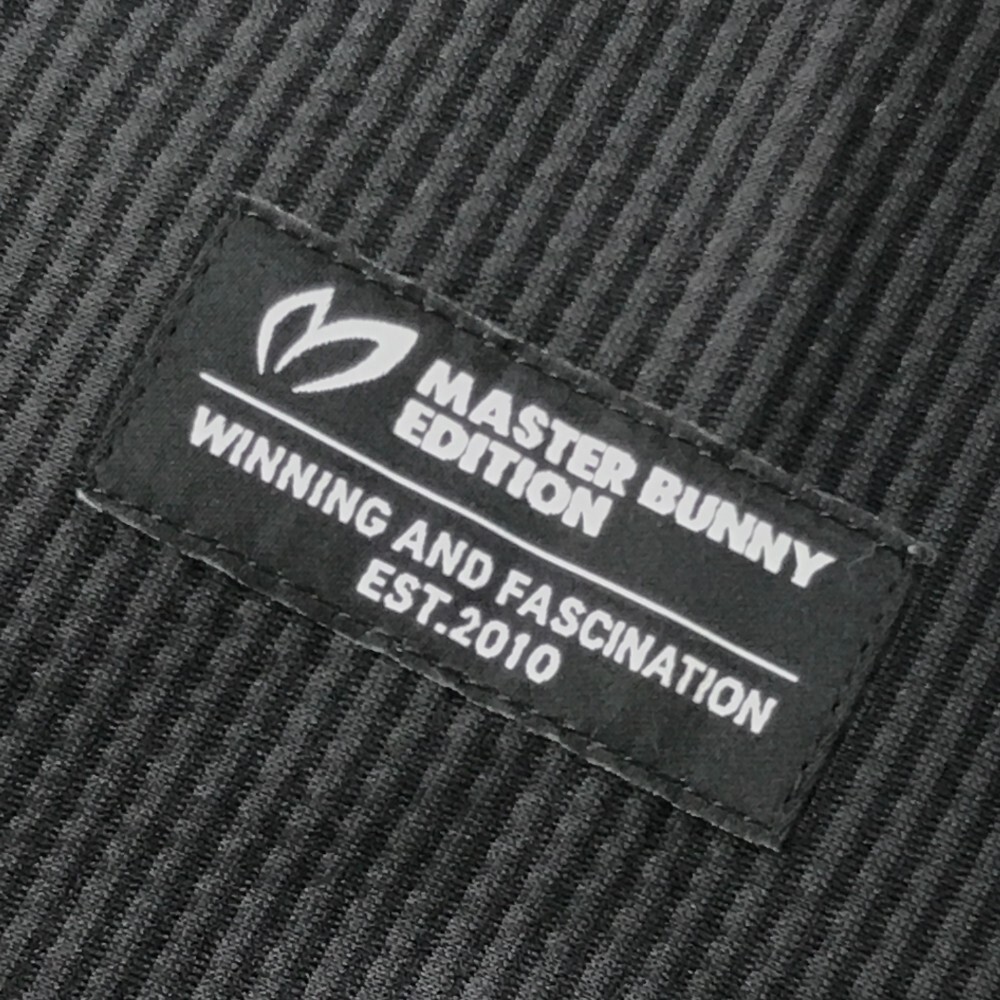 MASTER BUNNY
EDITION
WINNING AND FASCINATION
EST.2010